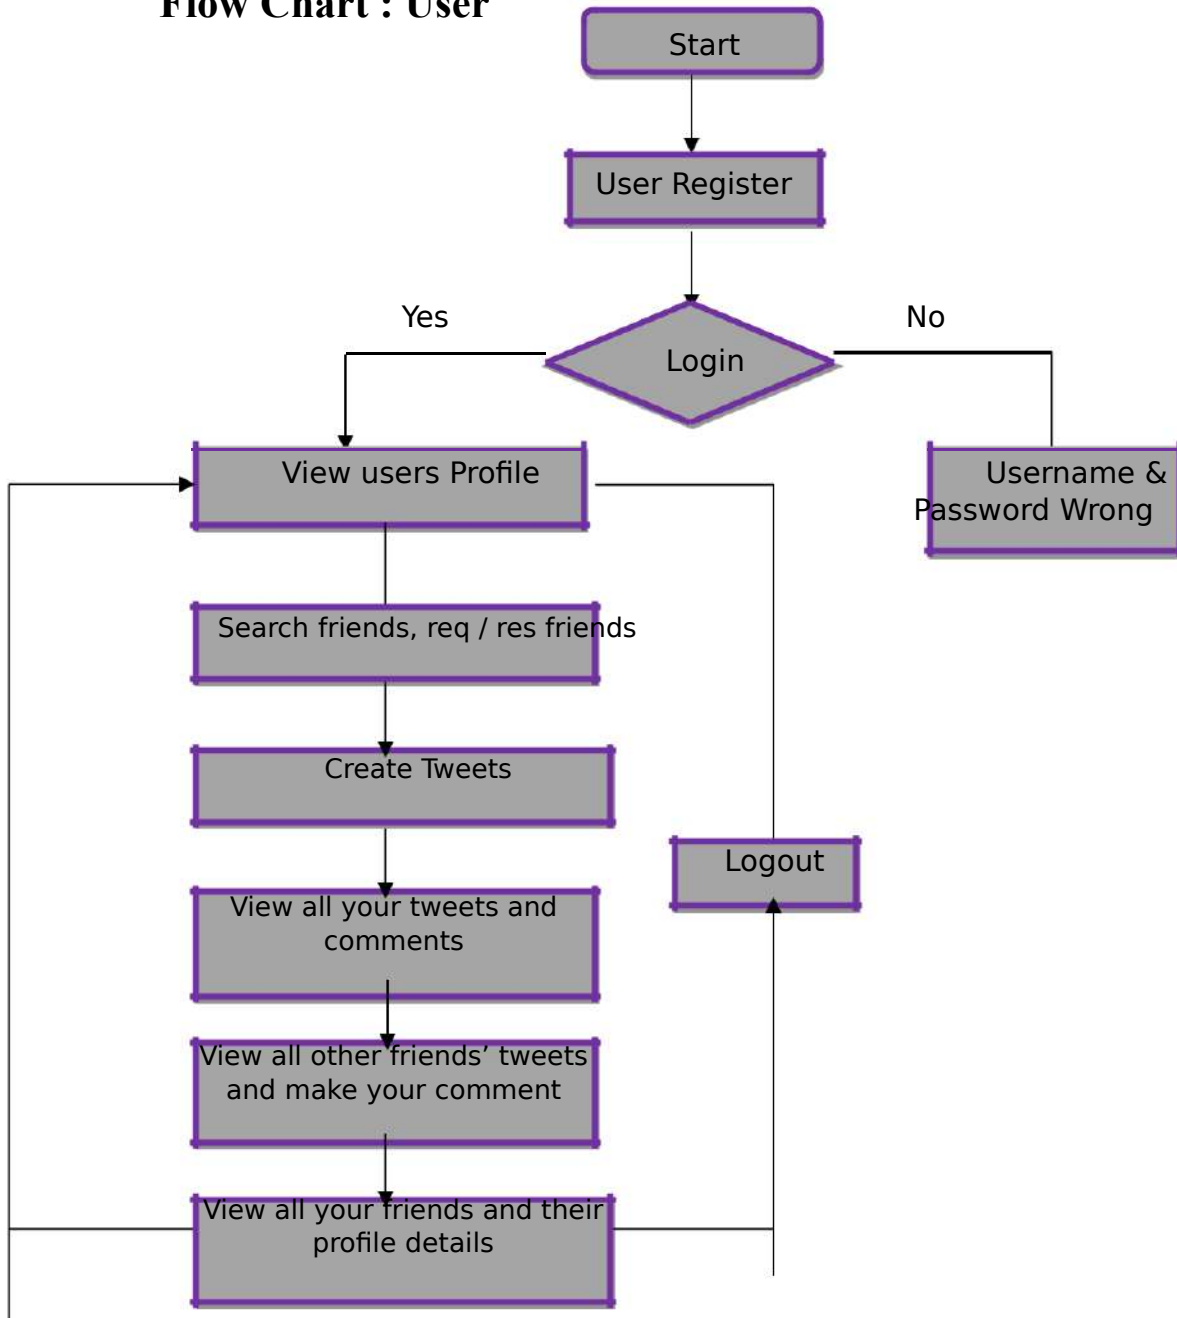 Flow Chart : User
Start
User Register
Yes
No
Login
View users Profile
Username &
Password Wrong
Search friends, req / res friends
Create Tweets
Logout
View all your tweets and
comments
View all other friends’ tweets
and make your comment
View all your friends and their
profile details